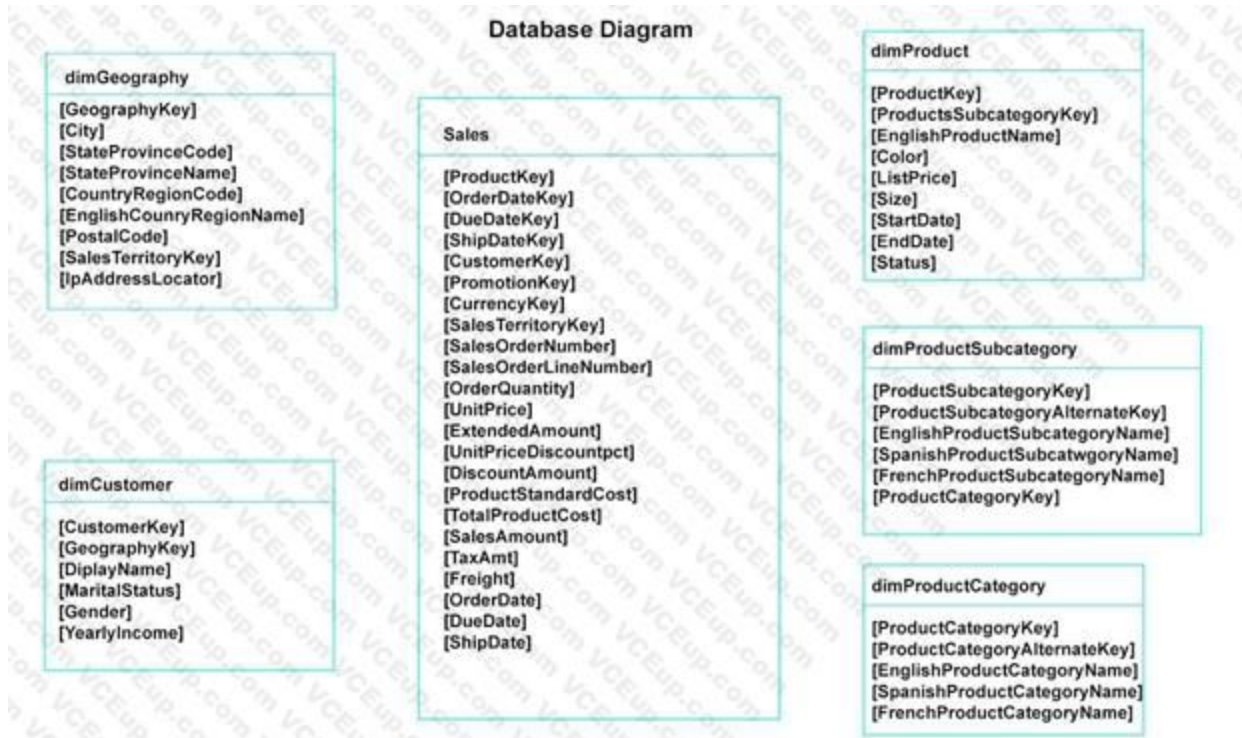 Database Diagram
dimGeography
[GeographyKey]
[City]
[StateProvinceCode]
[StateProvinceName]
[CountryRegionCode]
[EnglishCounryRegionName]
[PostalCode]
[SalesTerritoryKey]
[IpAddressLocator]
dimCustomer
[CustomerKey]
[GeographyKey]
[DiplayName]
[MaritalStatus]
[Gender]
[YearlyIncome]
Sales
[ProductKey]
[OrderDateKey]
[DueDateKey]
[ShipDateKey]
[CustomerKey]
[PromotionKey]
[CurrencyKey]
[SalesTerritoryKey]
[SalesOrderNumber]
[SalesOrderLineNumber]
[OrderQuantity]
[UnitPrice]
[ExtendedAmount]
[UnitPriceDiscountpct]
[DiscountAmount]
[ProductStandardCost]
[TotalProductCost]
[SalesAmount]
[TaxAmt]
[Freight]
[OrderDate]
[DueDate]
[ShipDate]
dimProduct
[ProductKey]
[ProductsSubcategoryKey]
[EnglishProductName]
[Color]
[ListPrice]
[Size]
[StartDate]
[EndDate]
[Status]
dimProductSubcategory
[ProductSubcategoryKey]
[ProductSubcategoryAlternateKey]
[EnglishProductSubcategoryName]
[SpanishProductSubcatwgoryName]
[FrenchProductSubcategoryName]
[ProductCategoryKey]
dimProductCategory
[ProductCategoryKey]
[ProductCategoryAlternateKey]
[EnglishProductCategoryName]
[SpanishProductCategoryName]
[FrenchProductCategoryName]
VCEup.com